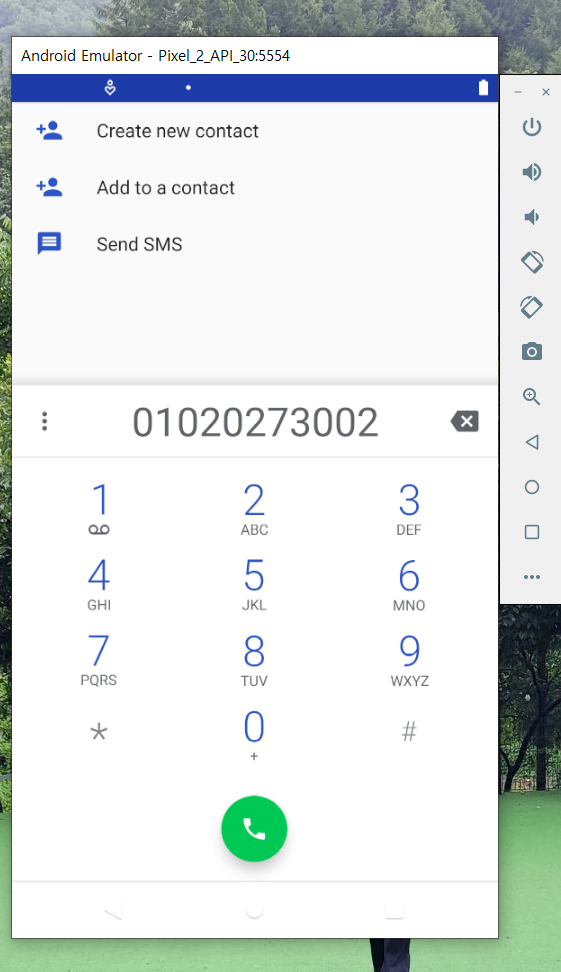 Android Emulator - Pixel_2_API_30:5554
Create new contact
Add to a contact
Send SMS
01020273002
1 2 3
ABC DEF
4 5 6
GHI JKL MNO
7 8 9
PQRS TUV WXYZ
* 0 #
+